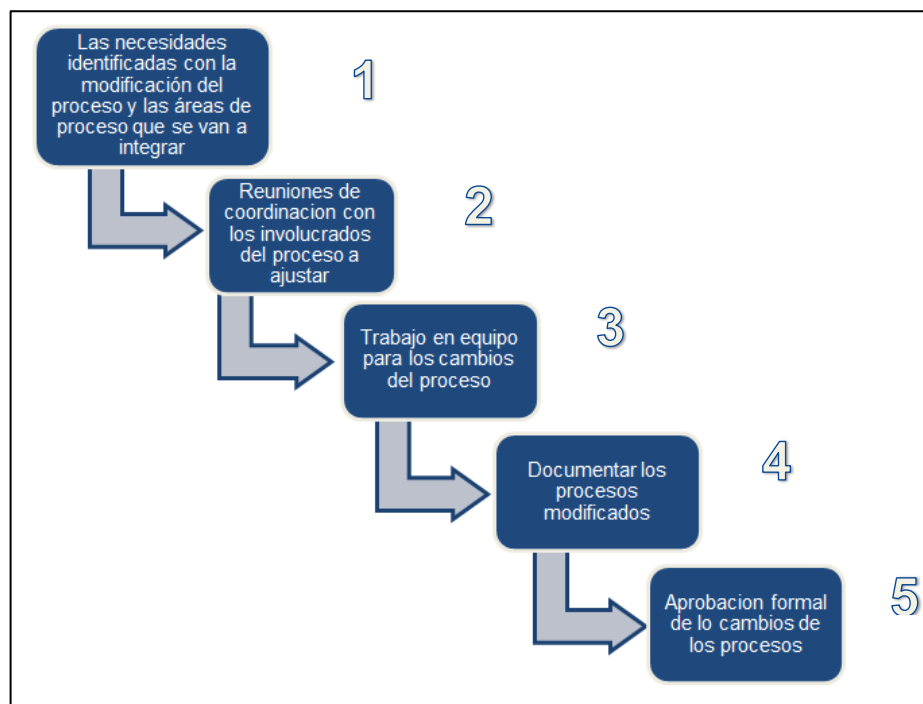 Las necesidades
identificadas con la
modificación del
proceso y las áreas de
proceso que se van a
integrar
1
Reuniones de
coordinacion con
los involucrados
del proceso a
ajustar
2
Trabajo en equipo
para los cambios
del proceso
3
Documentar los
procesos
modificados
4
Aprobacion formal
de lo cambios de
los procesos
5